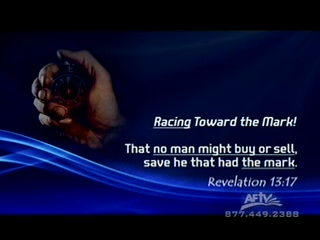 Racing Toward the Mark!
That no man might buy or sell,
save he that had the mark.
Revelation 13:17
AFTV
877.449.2388